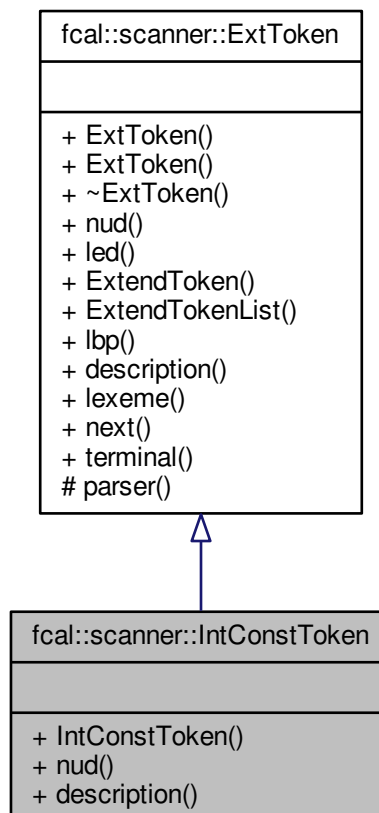 fcal::scanner::ExtToken
+ ExtToken()
+ ExtToken()
+ ~ExtToken()
+ nud()
+ led()
+ ExtendToken()
+ ExtendTokenList()
+ lbp()
+ description()
+ lexeme()
+ next()
+ terminal()
# parser()
fcal::scanner::IntConstToken
+ IntConstToken()
+ nud()
+ description()